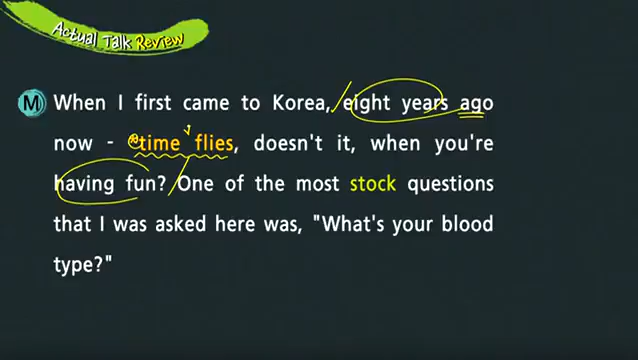 Actual Talk Review
M When I first came to Korea, eight years ago
now - time flies, doesn't it, when you're
having fun? One of the most stock questions
that I was asked here was, "What's your blood
type?"